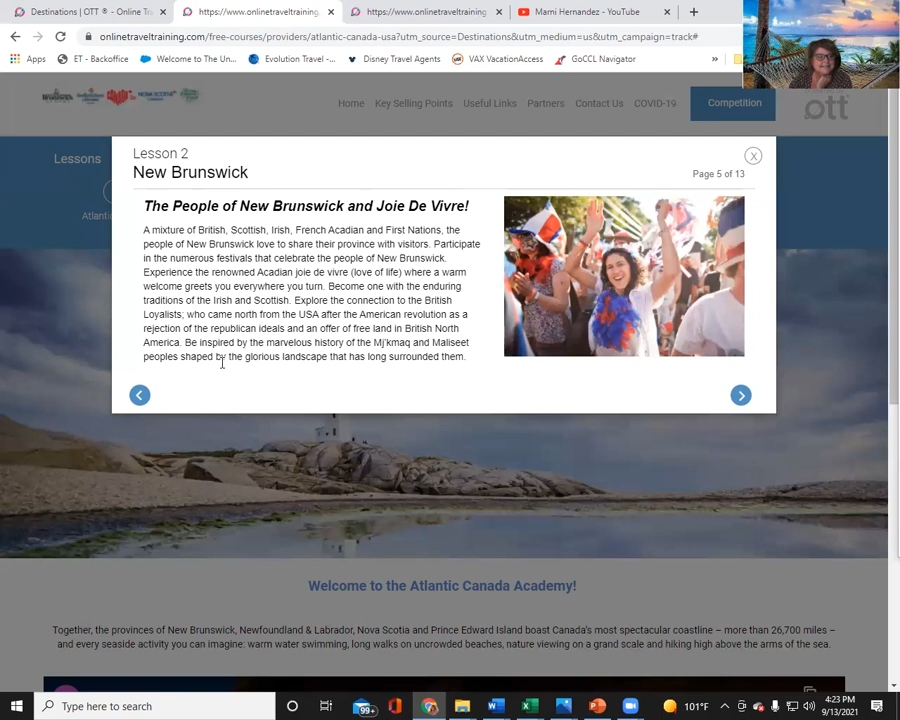 Destinations | OTT ® - Online Tra
https://www.onlinetraveltraining.
https://www.onlinetraveltraining.
Marni Hernandez - YouTube
onlinetraveltraining.com/free-courses/providers/atlantic-canada-usa?utm_source=Destinations&utm_medium=us&utm_campaign=track#
Apps
ET - Backoffice
Welcome to The Un...
Evolution Travel -...
Disney Travel Agents
VAX VacationAccess
GoCCL Navigator
»
Home
Key Selling Points
Useful Links
Partners
Contact Us
COVID-19
Competition
ott
Lessons
Atlanti
Lesson 2
New Brunswick
X
Page 5 of 13
The People of New Brunswick and Joie De Vivre!
A mixture of British, Scottish, Irish, French Acadian and First Nations, the
people of New Brunswick love to share their province with visitors. Participate
in the numerous festivals that celebrate the people of New Brunswick.
Experience the renowned Acadian joie de vivre (love of life) where a warm
welcome greets you everywhere you turn. Become one with the enduring
traditions of the Irish and Scottish. Explore the connection to the British
Loyalists; who came north from the USA after the American revolution as a
rejection of the republican ideals and an offer of free land in British North
America. Be inspired by the marvelous history of the Mj'kmaq and Maliseet
peoples shaped by the glorious landscape that has long surrounded them.
Welcome to the Atlantic Canada Academy!
Together, the provinces of New Brunswick, Newfoundland & Labrador, Nova Scotia and Prince Edward Island boast Canada's most spectacular coastline – more than 26,700 miles –
and every seaside activity you can imagine: warm water swimming, long walks on uncrowded beaches, nature viewing on a grand scale and hiking high above the arms of the sea.
Type here to search
99+
101°F
4:23 PM
9/13/2021